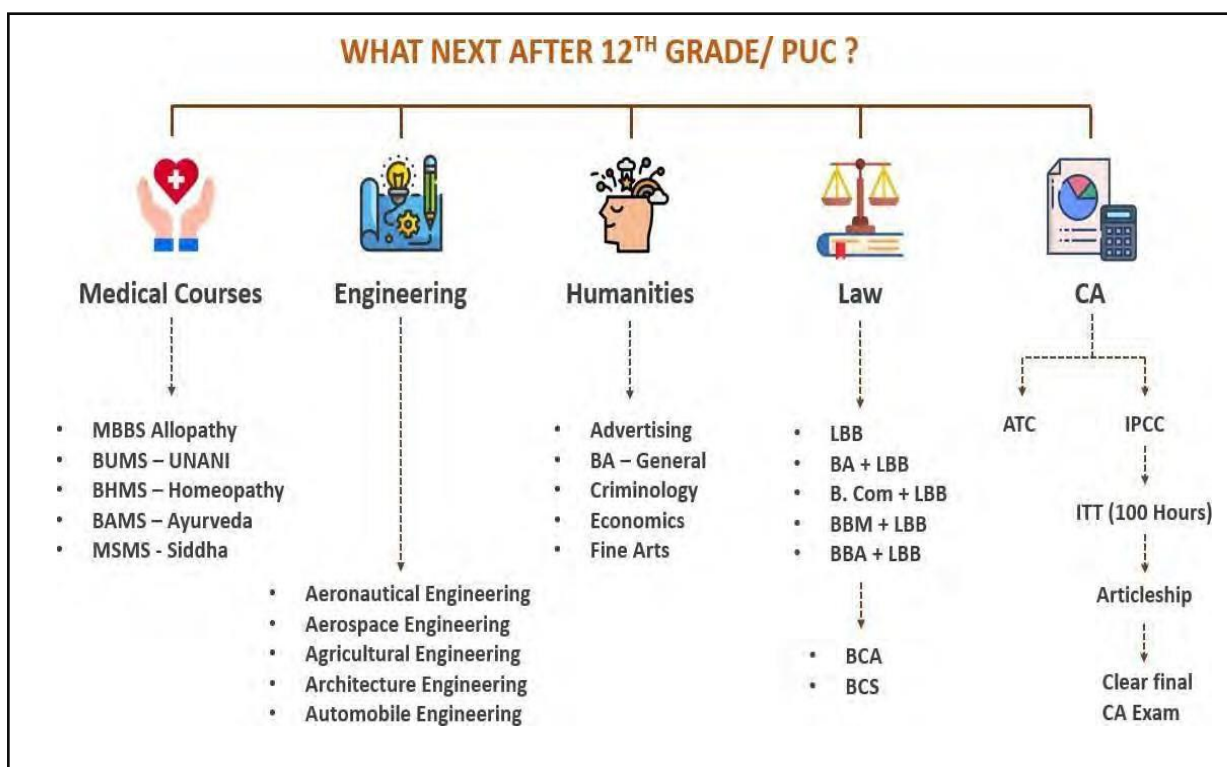 WHAT NEXT AFTER 12TH GRADE/ PUC ?
Medical Courses
• MBBS Allopathy
• BUMS – UNANI
• BHMS – Homeopathy
• BAMS – Ayurveda
• MSMS - Siddha
Engineering
• Aeronautical Engineering
• Aerospace Engineering
• Agricultural Engineering
• Architecture Engineering
• Automobile Engineering
Humanities
• Advertising
• BA – General
• Criminology
• Economics
• Fine Arts
Law
• LBB
• BA + LBB
• B. Com + LBB
• BBM + LBB
• BBA + LBB
• BCA
• BCS
CA
ATC
IPCC
ITT (100 Hours)
Articleship
Clear final
CA Exam